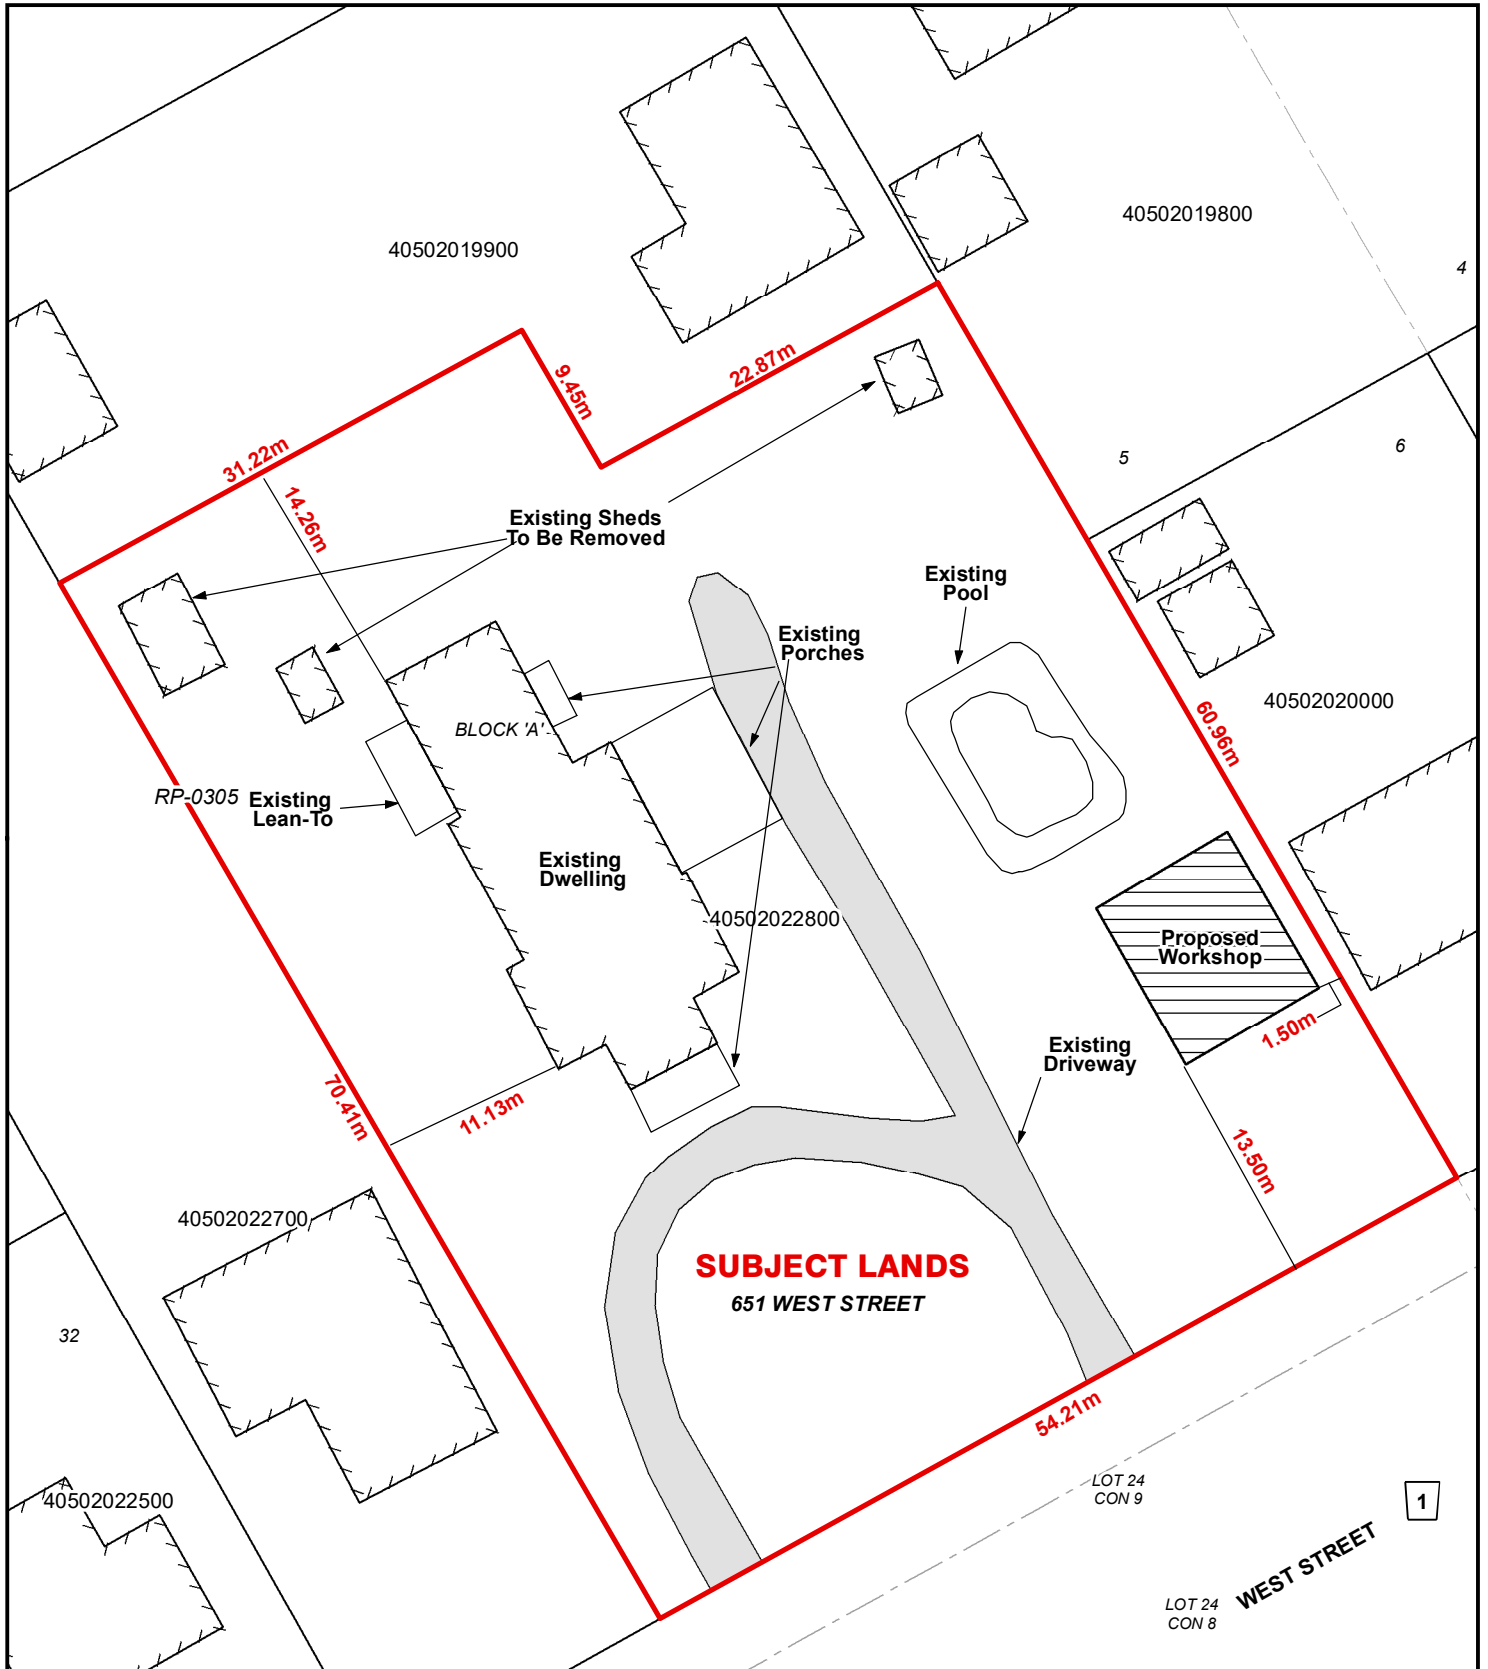 40502019800
40502019900
4
22.87m
9.45m
5
6
31.22m
14.26m
Existing Sheds
To Be Removed
Existing
Pool
Existing
Porches
40502020000
BLOCK 'A'
60.96m
RP-0305
Existing
Lean-To
Existing
Dwelling
40502022800
Proposed
Workshop
1.50m
Existing
Driveway
70.41m
11.13m
13.50m
40502022700
SUBJECT LANDS
651 WEST STREET
32
54.21m
LOT 24
CON 9
40502022500
1
WEST STREET
LOT 24
CON 8